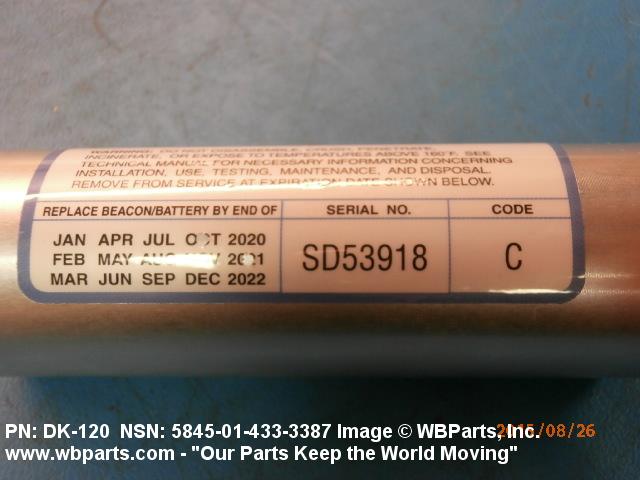 WARNING: DO NOT DISASSEMBLE, CRUSH, PENETRATE,
INCINERATE, OR EXPOSE TO TEMPERATURES ABOVE 160°F. SEE
TECHNICAL MANUAL FOR NECESSARY INFORMATION CONCERNING
INSTALLATION, USE, TESTING, MAINTENANCE, AND DISPOSAL.
REMOVE FROM SERVICE AT EXPIRATION DATE SHOWN BELOW.
REPLACE BEACON/BATTERY BY END OF SERIAL NO. CODE
JAN APR JUL OCT 2020
FEB MAY AUG NOV 2021
MAR JUN SEP DEC 2022
SD53918 C
PN: DK-120 NSN: 5845-01-433-3387 Image © WBParts, Inc.
2015/08/26
www.wbparts.com - "Our Parts Keep the World Moving"